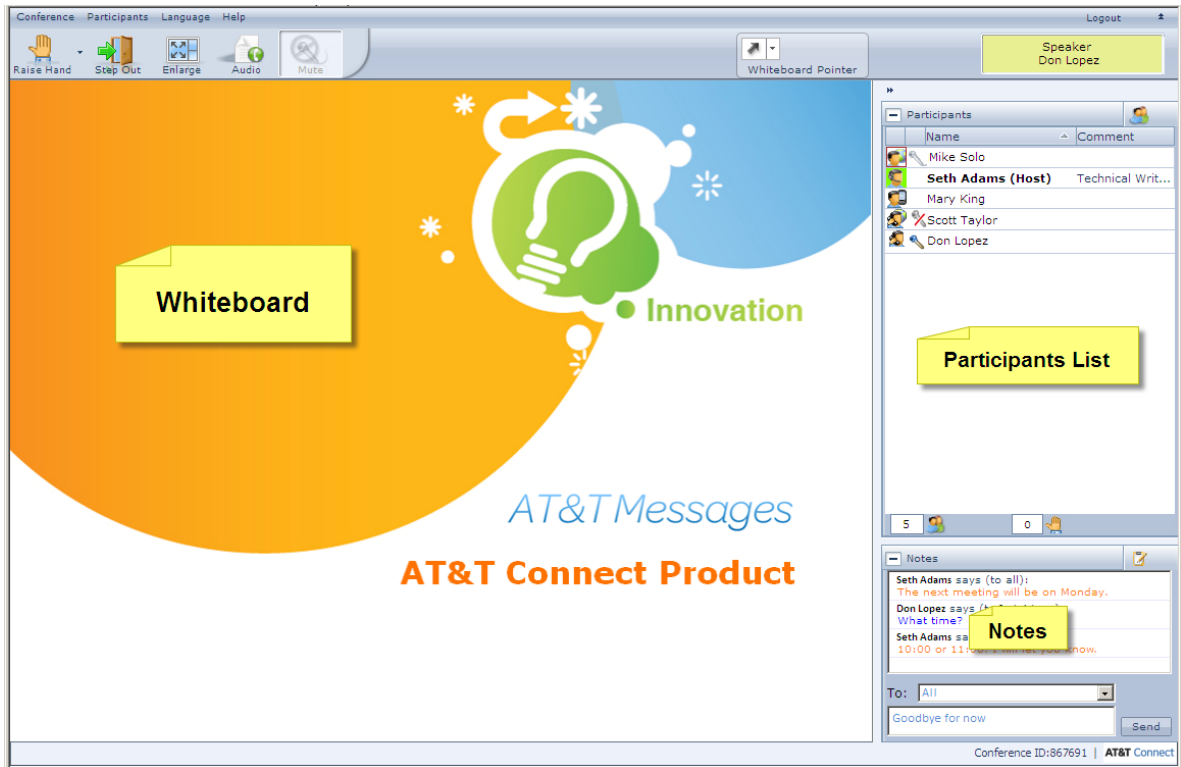 Conference Participants Language Help Logout
Raise Hand Step Out Enlarge Audio Mute Whiteboard Pointer
Speaker
Don Lopez
Participants
Name Comment
Mike Solo
Seth Adams (Host) Technical Writ...
Mary King
Scott Taylor
Don Lopez
Whiteboard
Innovation
Participants List
AT&T Messages
AT&T Connect Product
5 0
Notes
Seth Adams says (to all):
The next meeting will be on Monday.
Don Lopez says
What time?
Seth Adams
Notes
10:00 or I will let you know.
To: All
Goodbye for now
Send
Conference ID:867691 | AT&T Connect